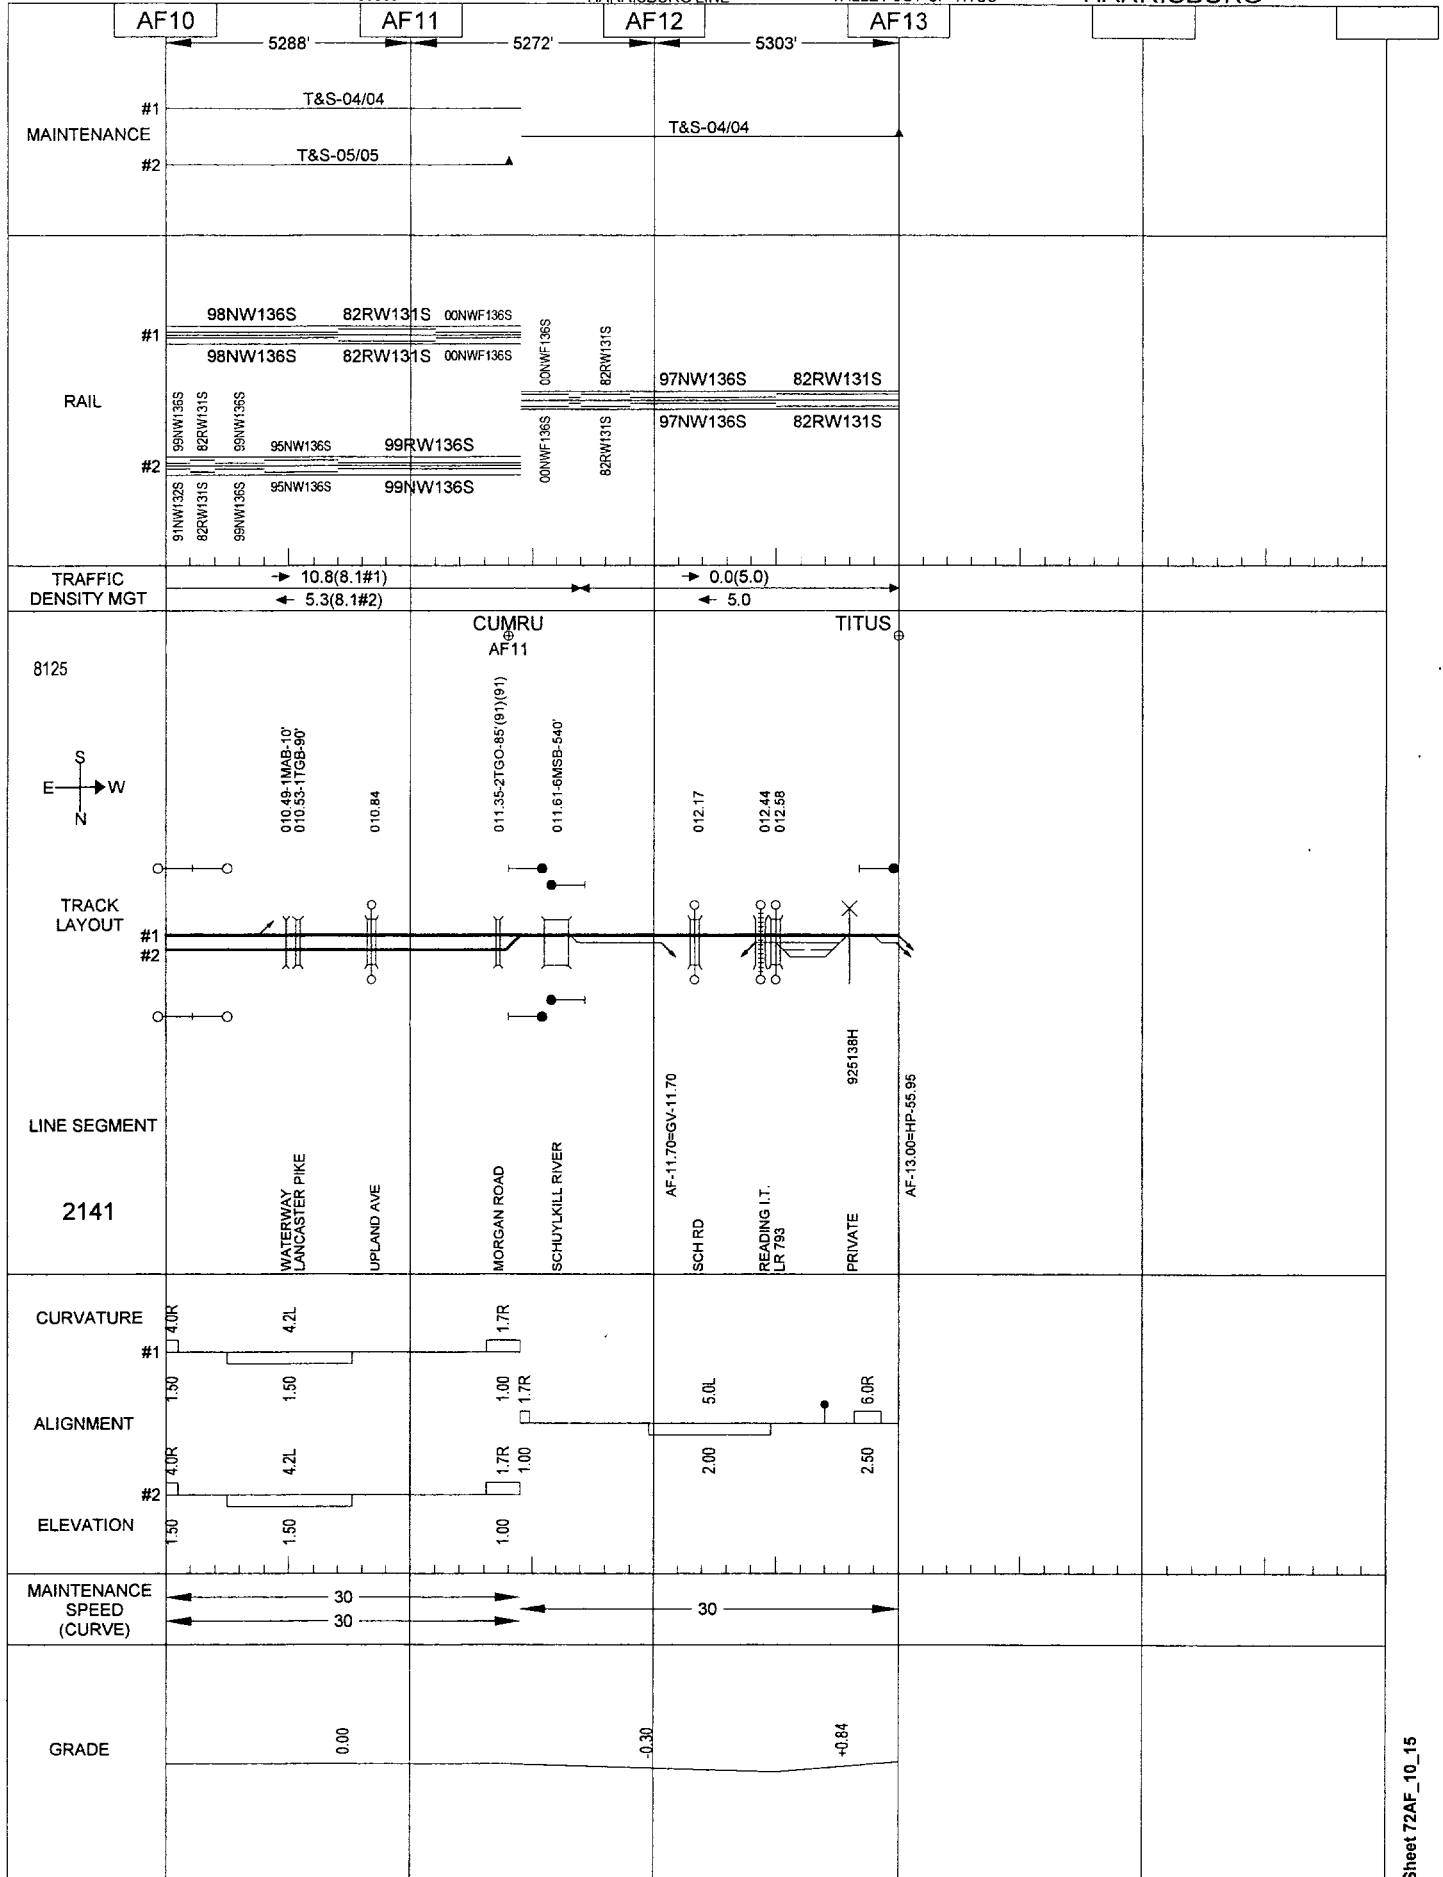 HARRISBURG LINE
HARRISBURG
AF10 AF11 AF12 AF13
5288' 5272' 5303'
MAINTENANCE
#1 T&S-04/04
T&S-04/04
#2 T&S-05/05
RAIL
98NW136S 82RW131S 00NWF136S
#1
98NW136S 82RW131S 00NWF136S
00NWF136S 82RW131S
97NW136S 82RW131S
97NW136S 82RW131S
00NWF136S 82RW131S
99NW136S 82RW131S 99NW136S 95NW136S 99RW136S
#2
91NW132S 82RW131S 99NW136S 95NW136S 99NW136S
TRAFFIC
DENSITY MGT
10.8(8.1#1) 0.0(5.0)
5.3(8.1#2) 5.0
CUMRU TITUS
AF11
8125
S
E W
N
010.49-1MAB-10'
010.53-1TGB-90'
010.84
011.35-2TGO-85'(91)(91)
011.61-6MSB-540'
012.17
012.44
012.58
TRACK
LAYOUT
#1
#2
925138H
AF-11.70=GV-11.70
AF-13.00=HP-55.95
LINE SEGMENT
2141
WATERWAY
LANCASTER PIKE
UPLAND AVE
MORGAN ROAD
SCHUYLKILL RIVER
SCH RD
READING I.T.
LR 793
PRIVATE
CURVATURE
#1
4.0R 4.2L 1.7R
1.50 1.50 1.00
1.7R 5.0L 6.0R
ALIGNMENT
1.00 2.00 2.50
4.0R 4.2L 1.7R
#2
ELEVATION
1.50 1.50 1.00
MAINTENANCE
SPEED
(CURVE)
30
30
30
GRADE
0.00 -0.30 +0.84
Sheet 72AF_10_15